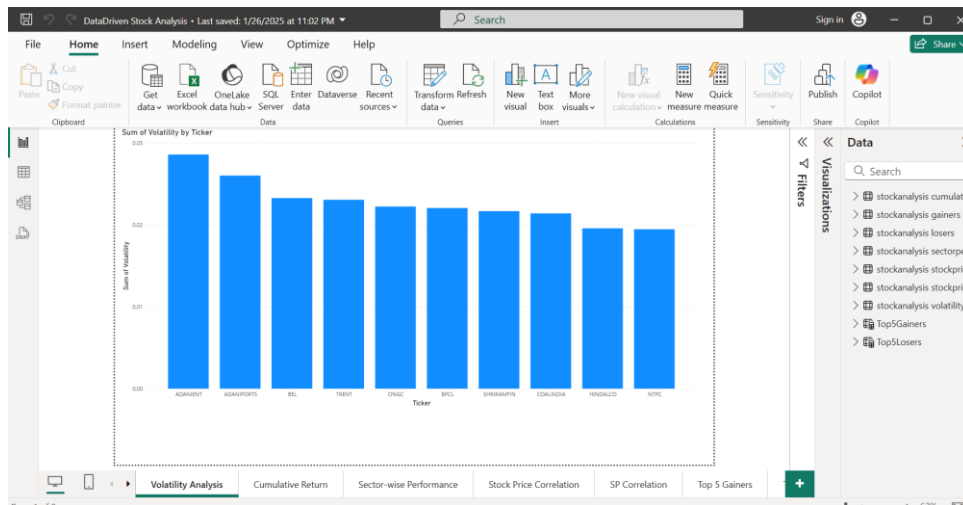 DataDriven Stock Analysis • Last saved: 1/26/2025 at 11:02 PM
Search
Sign in
File Home Insert Modeling View Optimize Help
Share
Paste
Cut
Copy
Format painter
Clipboard
Get data
Excel workbook
OneLake data hub
SQL Server
Enter data
Dataverse
Recent sources
Data
Transform data
Refresh
Queries
New visual
Text box
More visuals
Insert
New visual calculation
New measure
Quick measure
Calculations
Sensitivity
Sensitivity
Publish
Share
Copilot
Copilot
Sum of Volatility by Ticker
0.03
0.02
0.01
0.00
Sum of Volatility
ADANIENT ADANIPORTS BEL TRENT ONGC BPCL SHRIRAMFIN COALINDIA HINDALCO NTPC
Ticker
Filters
Visualizations
Data
Search
stockanalysis cumulat
stockanalysis gainers
stockanalysis losers
stockanalysis sectorpe
stockanalysis stockpri
stockanalysis stockpri
stockanalysis volatility
Top5Gainers
Top5Losers
Volatility Analysis Cumulative Return Sector-wise Performance Stock Price Correlation SP Correlation Top 5 Gainers